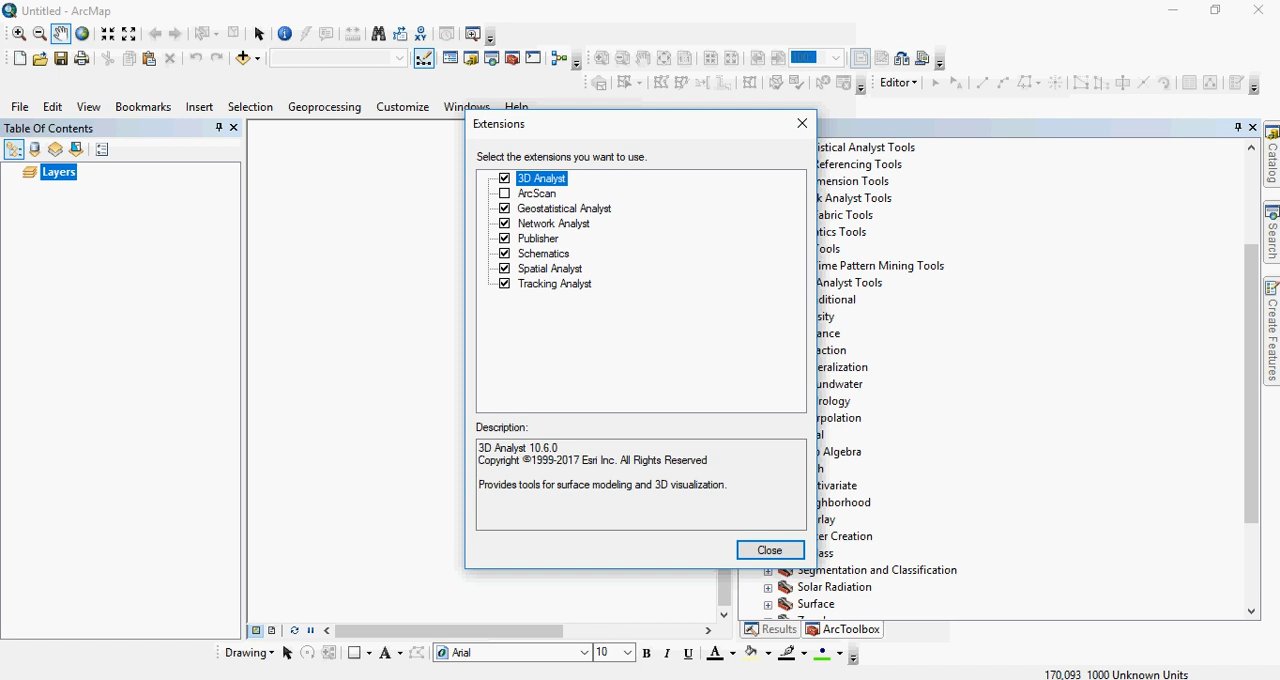 Untitled - ArcMap
Editor
File Edit View Bookmarks Insert Selection Geoprocessing Customize Windows Help
Table Of Contents
Layers
Extensions
Select the extensions you want to use.
3D Analyst
ArcScan
Geostatistical Analyst
Network Analyst
Publisher
Schematics
Spatial Analyst
Tracking Analyst
Description:
3D Analyst 10.6.0
Copyright ©1999-2017 Esri Inc. All Rights Reserved
Provides tools for surface modeling and 3D visualization.
Close
istical Analyst Tools
eferencing Tools
mension Tools
k Analyst Tools
abric Tools
tics Tools
ools
ime Pattern Mining Tools
Analyst Tools
ditional
sity
ance
action
eralization
undwater
rology
rpolation
al
Algebra
h
tivariate
ghborhood
rlay
er Creation
ass
Segmentation and Classification
Solar Radiation
Surface
Results ArcToolbox
Catalog
Search
Create Features
Drawing A Arial 10 B I U A
170,093 1000 Unknown Units